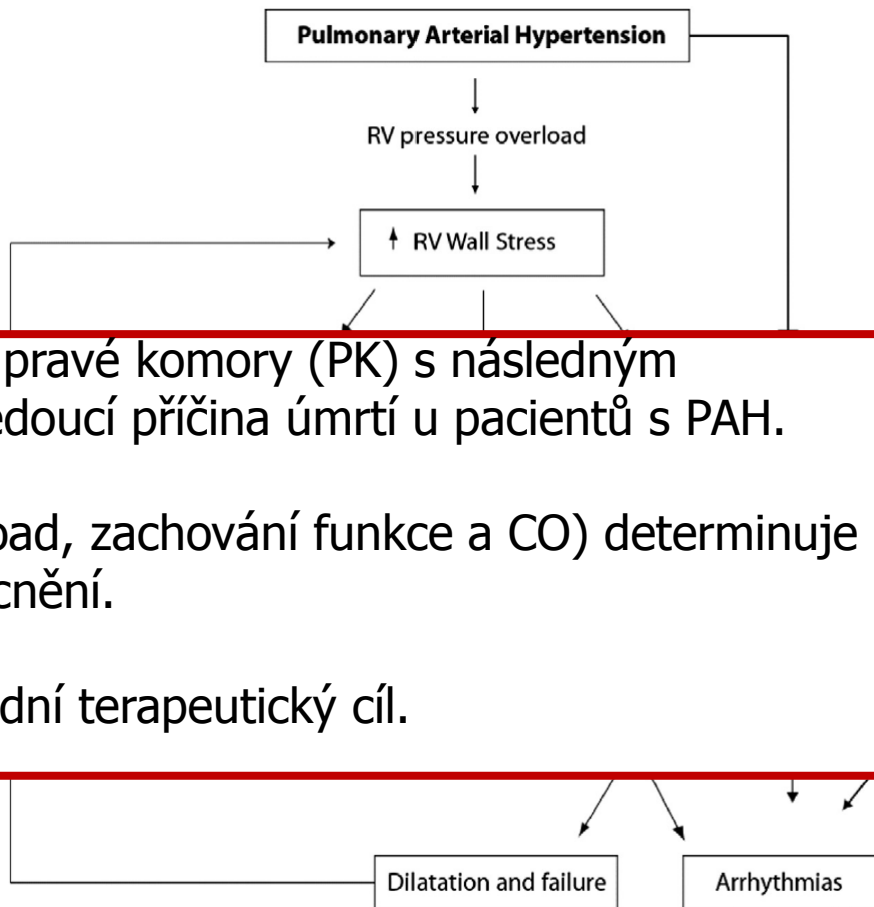 Pulmonary Arterial Hypertension
RV pressure overload
RV Wall Stress
pravé komory (PK) s následným
edoucí příčina úmrtí u pacientů s PAH.
ad, zachování funkce a CO) determinuje
cnění.
dní terapeutický cíl.
Dilatation and failure
Arrhythmias